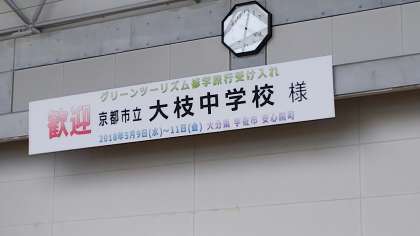 グリーンツーリズム修学旅行受け入れ
歓迎 京都市立 大枝中学校 様
2018年5月9日(水)~11日(金) 大分県 宇佐市 安心院町